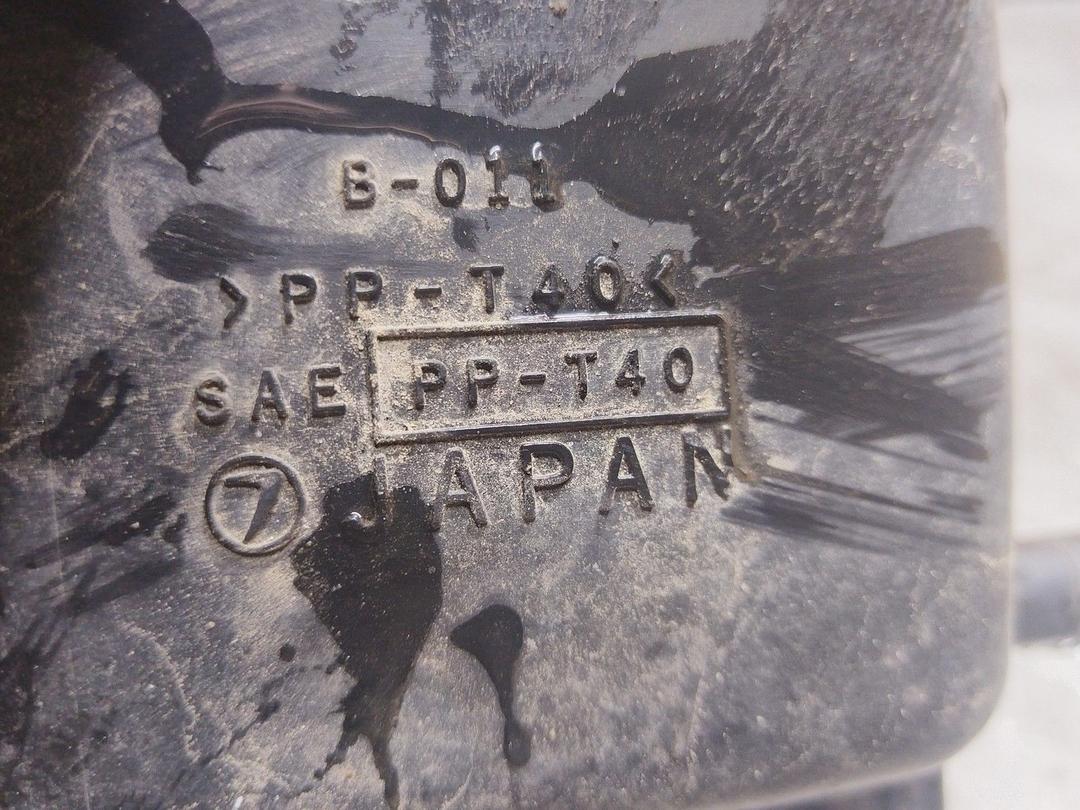 B-011
>PP-T40<
SAE PP-T40
JAPAN